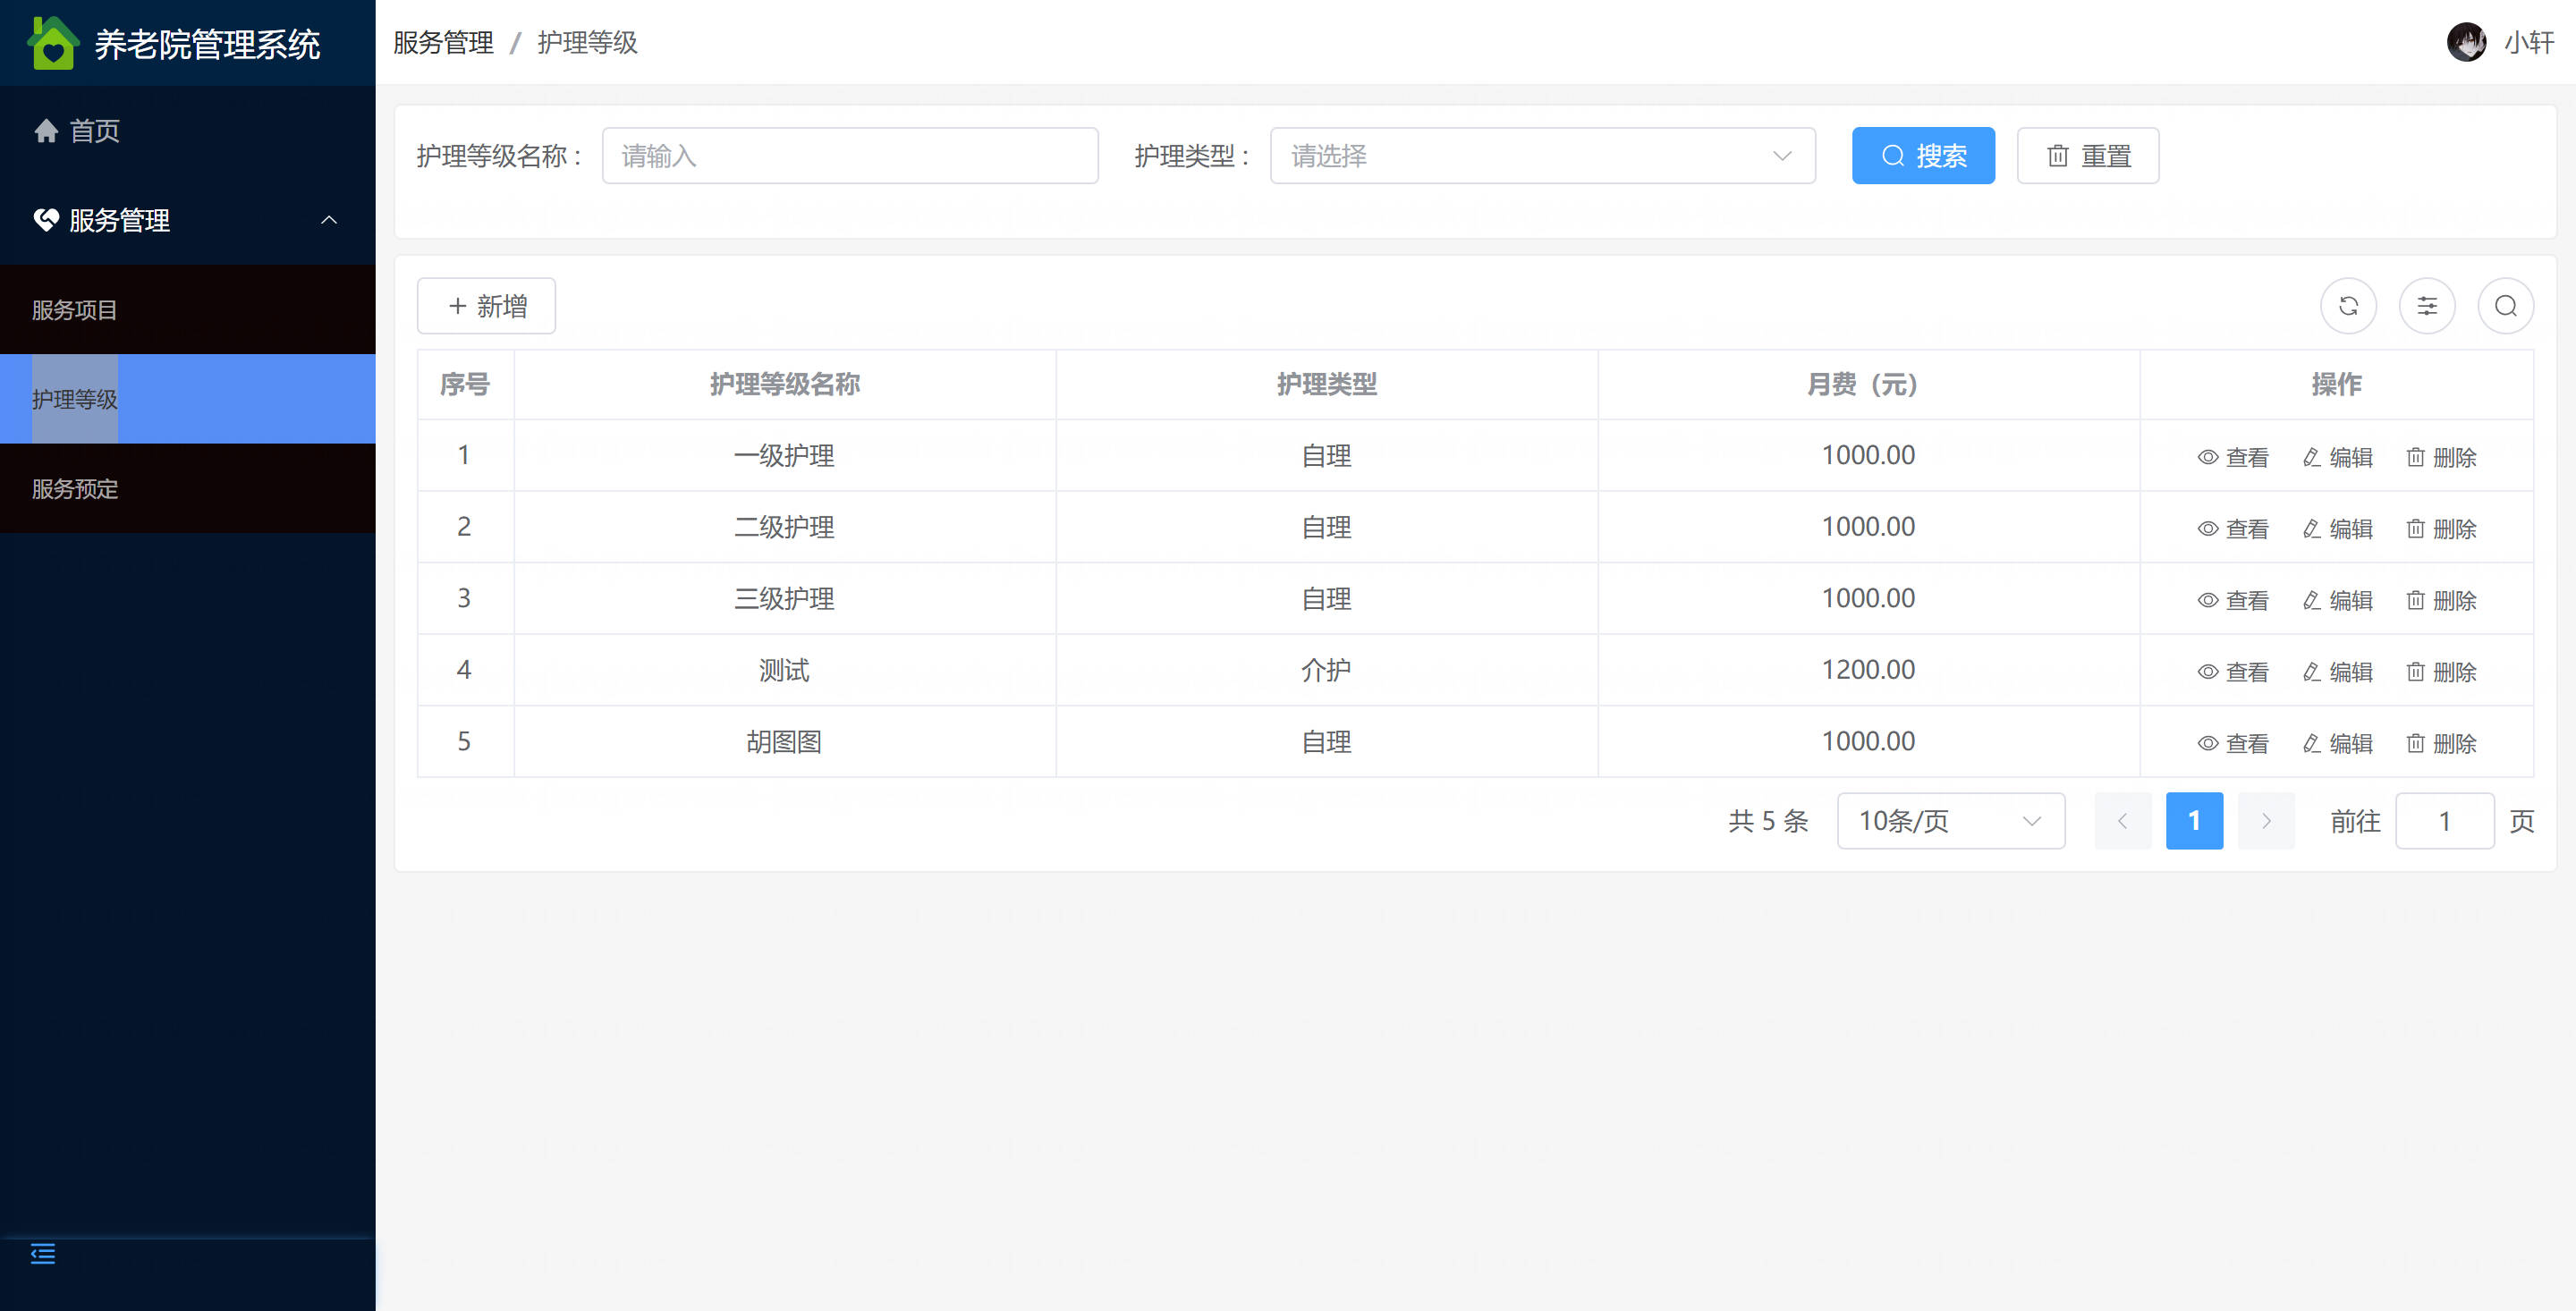 养老院管理系统
服务管理 / 护理等级
小轩
首页
服务管理
服务项目
护理等级
服务预定
护理等级名称： 请输入 护理类型： 请选择 搜索 重置
新增
序号 护理等级名称 护理类型 月费（元） 操作
1 一级护理 自理 1000.00 查看 编辑 删除
2 二级护理 自理 1000.00 查看 编辑 删除
3 三级护理 自理 1000.00 查看 编辑 删除
4 测试 介护 1200.00 查看 编辑 删除
5 胡图图 自理 1000.00 查看 编辑 删除
共 5 条 10条/页 1 前往 1 页